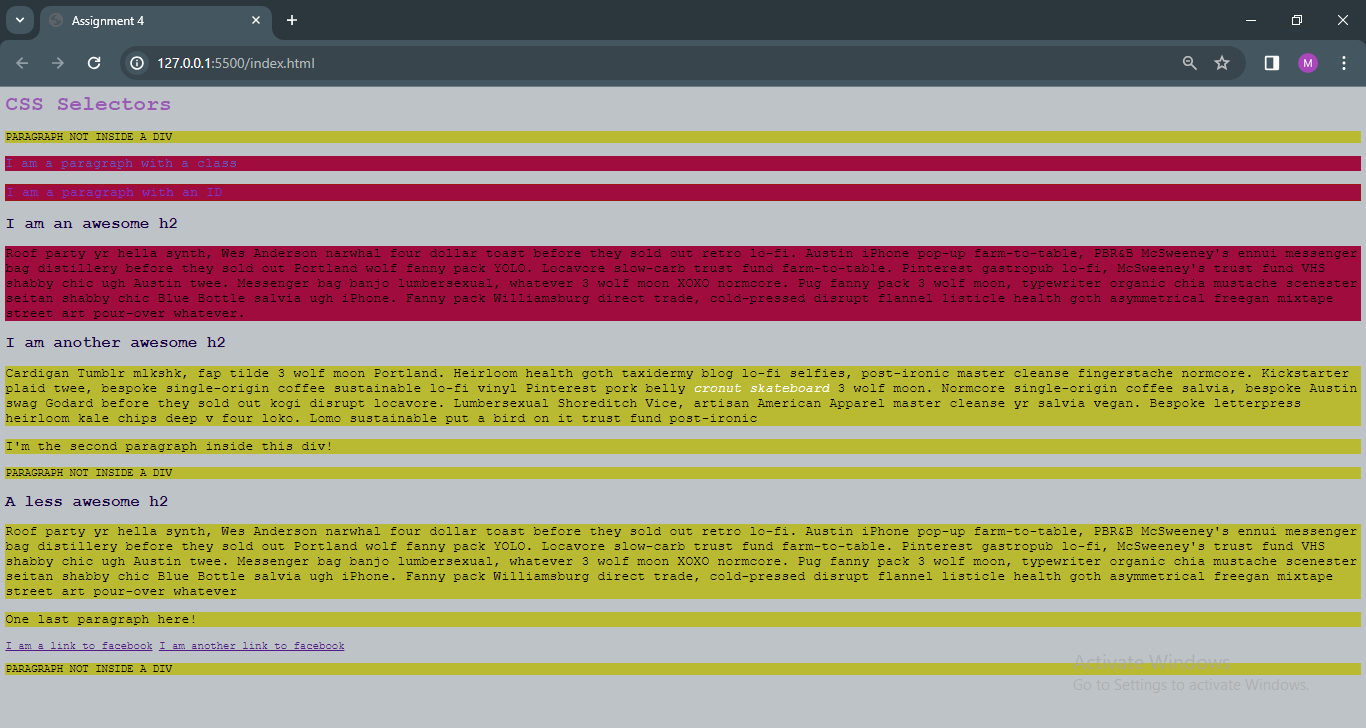 Assignment 4
127.0.0.1:5500/index.html
M
CSS Selectors
PARAGRAPH NOT INSIDE A DIV
I am a paragraph with a class
I am a paragraph with an ID
I am an awesome h2
Roof party yr hella synth, Wes Anderson narwhal four dollar toast before they sold out retro lo-fi. Austin iPhone pop-up farm-to-table, PBR&B McSweeney's ennui messenger
bag distillery before they sold out Portland wolf fanny pack YOLO. Locavore slow-carb trust fund farm-to-table. Pinterest gastropub lo-fi, McSweeney's trust fund VHS
shabby chic ugh Austin twee. Messenger bag banjo lumbersexual, whatever 3 wolf moon XOXO normcore. Pug fanny pack 3 wolf moon, typewriter organic chia mustache scenester
seitan shabby chic Blue Bottle salvia ugh iPhone. Fanny pack Williamsburg direct trade, cold-pressed disrupt flannel listicle health goth asymmetrical freegan mixtape
street art pour-over whatever.
I am another awesome h2
Cardigan Tumblr mlkshk, fap tilde 3 wolf moon Portland. Heirloom health goth taxidermy blog lo-fi selfies, post-ironic master cleanse fingerstache normcore. Kickstarter
plaid twee, bespoke single-origin coffee sustainable lo-fi vinyl Pinterest pork belly cronut skateboard 3 wolf moon. Normcore single-origin coffee salvia, bespoke Austin
swag Godard before they sold out kogi disrupt locavore. Lumbersexual Shoreditch Vice, artisan American Apparel master cleanse yr salvia vegan. Bespoke letterpress
heirloom kale chips deep v four loko. Lomo sustainable put a bird on it trust fund post-ironic
I'm the second paragraph inside this div!
PARAGRAPH NOT INSIDE A DIV
A less awesome h2
Roof party yr hella synth, Wes Anderson narwhal four dollar toast before they sold out retro lo-fi. Austin iPhone pop-up farm-to-table, PBR&B McSweeney's ennui messenger
bag distillery before they sold out Portland wolf fanny pack YOLO. Locavore slow-carb trust fund farm-to-table. Pinterest gastropub lo-fi, McSweeney's trust fund VHS
shabby chic ugh Austin twee. Messenger bag banjo lumbersexual, whatever 3 wolf moon XOXO normcore. Pug fanny pack 3 wolf moon, typewriter organic chia mustache scenester
seitan shabby chic Blue Bottle salvia ugh iPhone. Fanny pack Williamsburg direct trade, cold-pressed disrupt flannel listicle health goth asymmetrical freegan mixtape
street art pour-over whatever
One last paragraph here!
I am a link to facebook I am another link to facebook
PARAGRAPH NOT INSIDE A DIV
Activate Windows
Go to Settings to activate Windows.